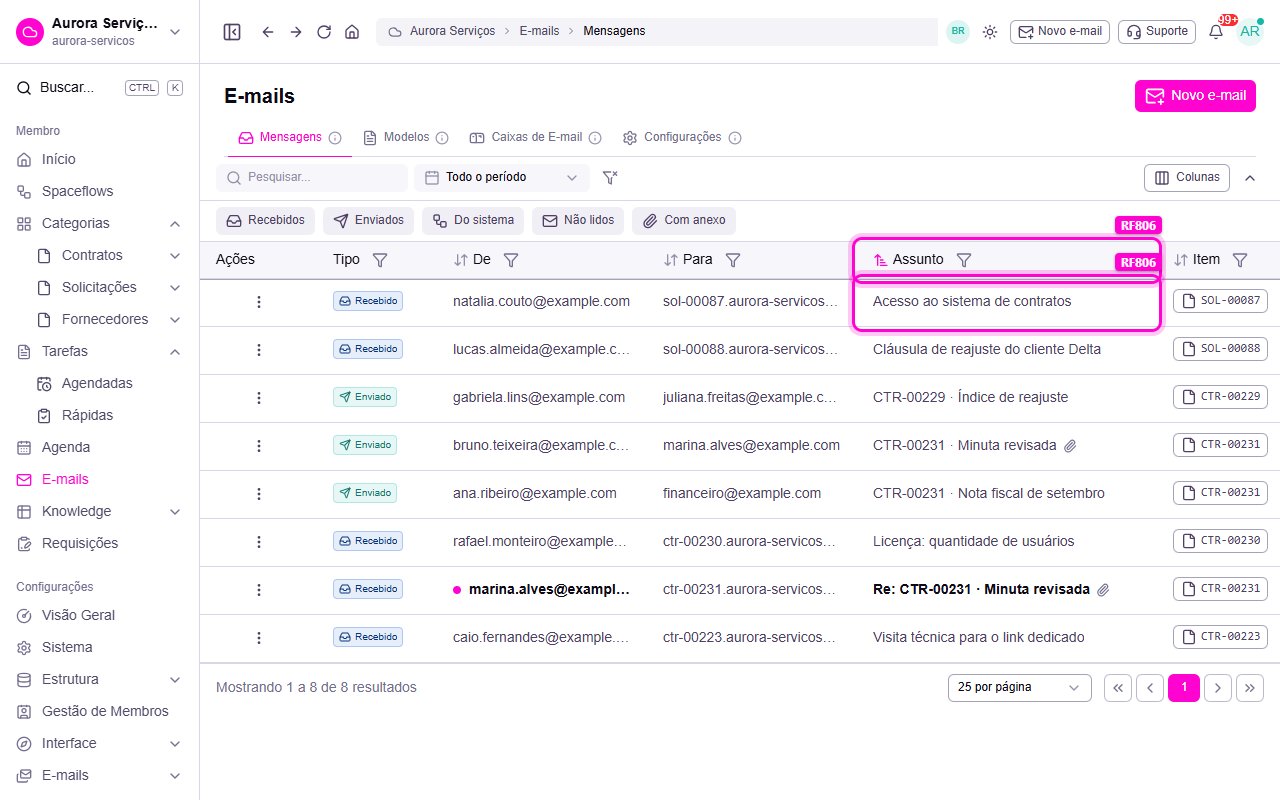 Aurora Serviç...
aurora-servicos
Aurora Serviços
E-mails
Mensagens
BR
Novo e-mail
Suporte
99+
AR
Buscar...
CTRL
K
Membro
Início
Spaceflows
Categorias
Contratos
Solicitações
Fornecedores
Tarefas
Agendadas
Rápidas
Agenda
E-mails
Knowledge
Requisições
Configurações
Visão Geral
Sistema
Estrutura
Gestão de Membros
Interface
E-mails
E-mails
Novo e-mail
Mensagens
Modelos
Caixas de E-mail
Configurações
Pesquisar...
Todo o período
Colunas
Recebidos
Enviados
Do sistema
Não lidos
Com anexo
RF806
Ações Tipo De Para Assunto RF806 Item
Recebido natalia.couto@example.com sol-00087.aurora-servicos... Acesso ao sistema de contratos SOL-00087
Recebido lucas.almeida@example.c... sol-00088.aurora-servicos... Cláusula de reajuste do cliente Delta SOL-00088
Enviado gabriela.lins@example.com juliana.freitas@example.c... CTR-00229 · Índice de reajuste CTR-00229
Enviado bruno.teixeira@example.c... marina.alves@example.com CTR-00231 · Minuta revisada CTR-00231
Enviado ana.ribeiro@example.com financeiro@example.com CTR-00231 · Nota fiscal de setembro CTR-00231
Recebido rafael.monteiro@example... ctr-00230.aurora-servicos... Licença: quantidade de usuários CTR-00230
Recebido marina.alves@exampl... ctr-00231.aurora-servicos... Re: CTR-00231 · Minuta revisada CTR-00231
Recebido caio.fernandes@example.... ctr-00223.aurora-servicos... Visita técnica para o link dedicado CTR-00223
Mostrando 1 a 8 de 8 resultados
25 por página
1